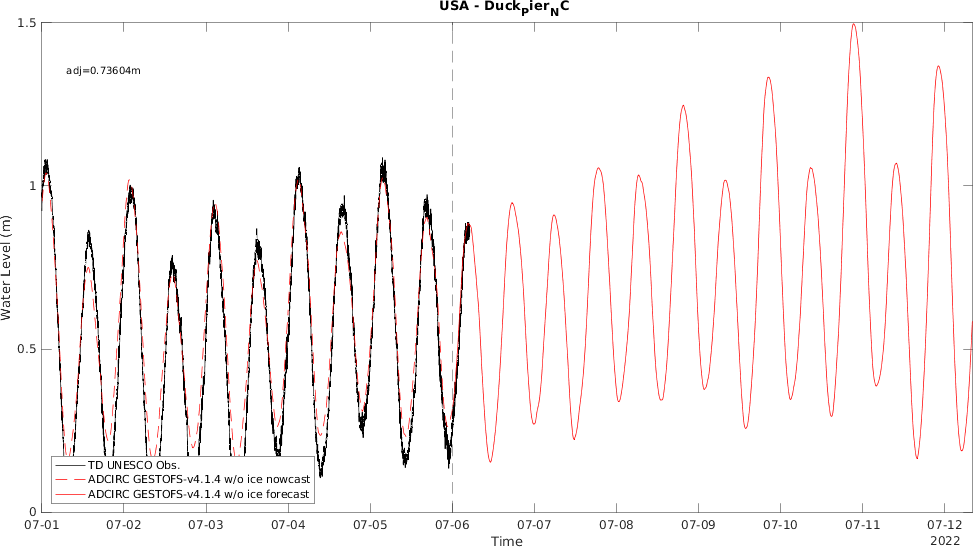 USA - DuckPierNC
1.5
adj=0.73604m
1
Water Level (m)
0.5
TD UNESCO Obs.
ADCIRC GESTOFS-v4.1.4 w/o ice nowcast
ADCIRC GESTOFS-v4.1.4 w/o ice forecast
0
07-01 07-02 07-03 07-04 07-05 07-06 07-07 07-08 07-09 07-10 07-11 07-12
Time
2022